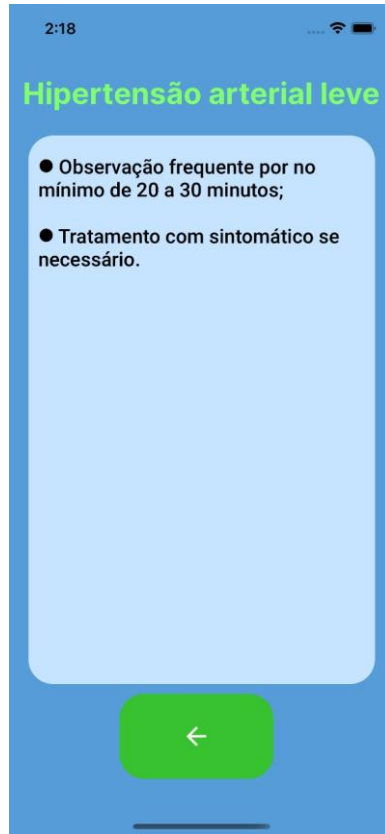 2:18
Hipertensão arterial leve
● Observação frequente por no
mínimo de 20 a 30 minutos;
● Tratamento com sintomático se
necessário.